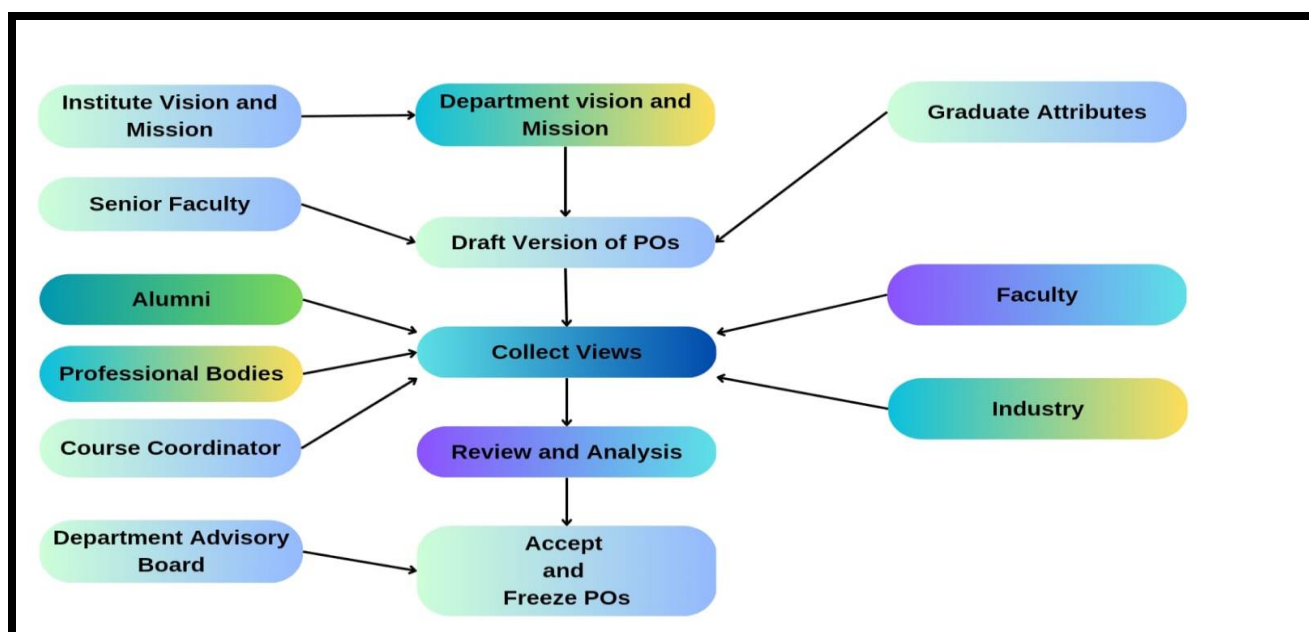 Institute Vision and
Mission
Department vision and
Mission
Graduate Attributes
Senior Faculty
Draft Version of POs
Alumni
Faculty
Collect Views
Professional Bodies
Industry
Course Coordinator
Review and Analysis
Department Advisory
Board
Accept
and
Freeze POs